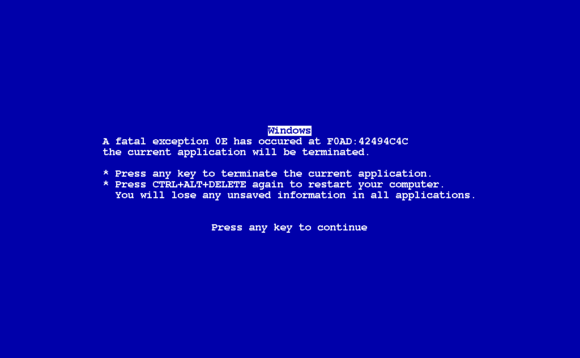 Windows
A fatal exception 0E has occured at F0AD:42494C4C
the current application will be terminated.
* Press any key to terminate the current application.
* Press CTRL+ALT+DELETE again to restart your computer.
You will lose any unsaved information in all applications.
Press any key to continue